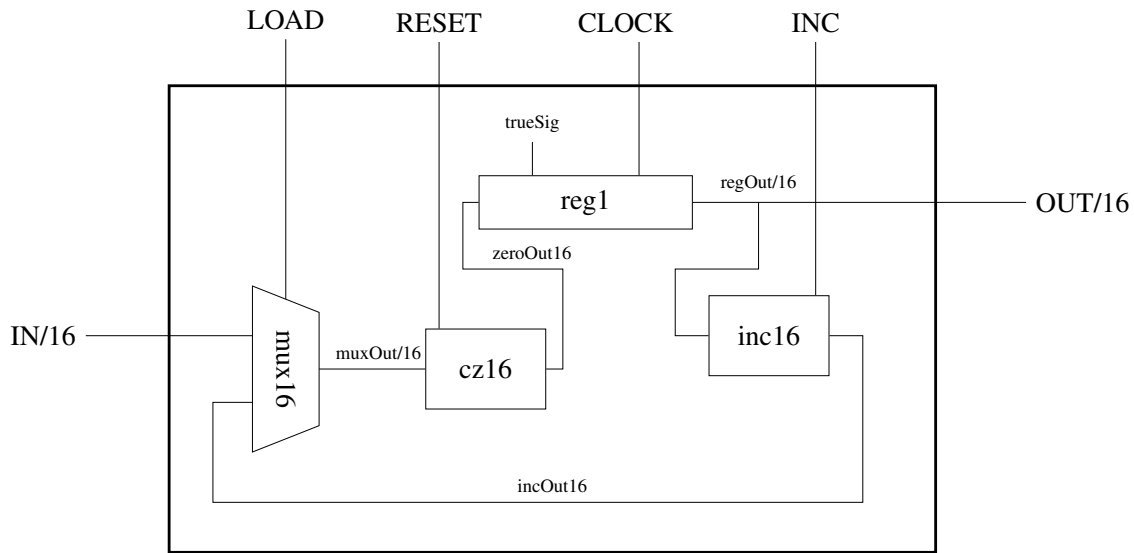 LOAD RESET CLOCK INC
trueSig
reg1
regOut/16
OUT/16
zeroOut16
IN/16
mux16
muxOut/16
cz16
inc16
incOut16